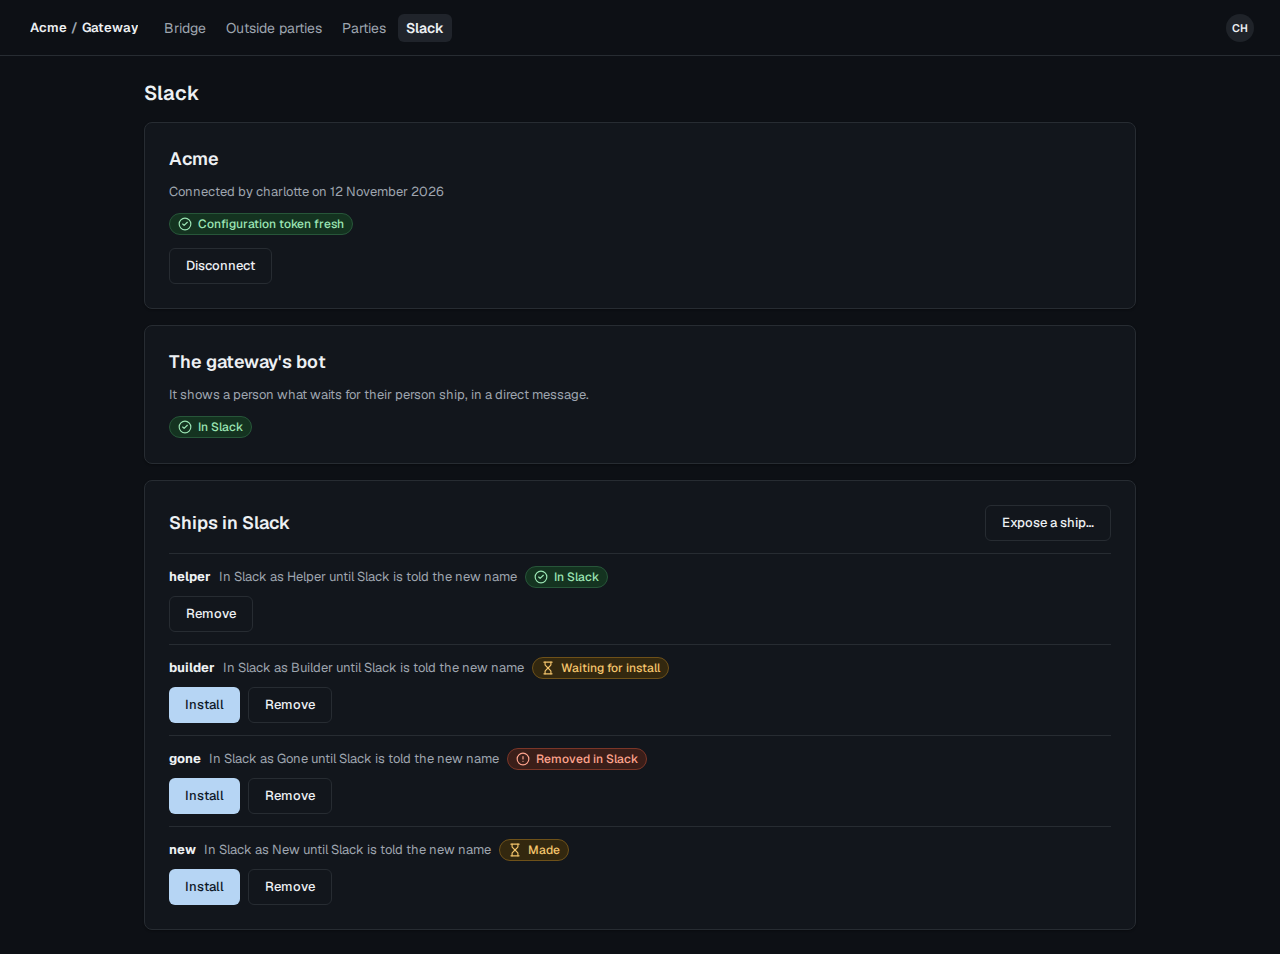 Acme / Gateway Bridge Outside parties Parties Slack CH
Slack
Acme
Connected by charlotte on 12 November 2026
Configuration token fresh
Disconnect
The gateway's bot
It shows a person what waits for their person ship, in a direct message.
In Slack
Ships in Slack Expose a ship...
helper In Slack as Helper until Slack is told the new name In Slack
Remove
builder In Slack as Builder until Slack is told the new name Waiting for install
Install Remove
gone In Slack as Gone until Slack is told the new name Removed in Slack
Install Remove
new In Slack as New until Slack is told the new name Made
Install Remove